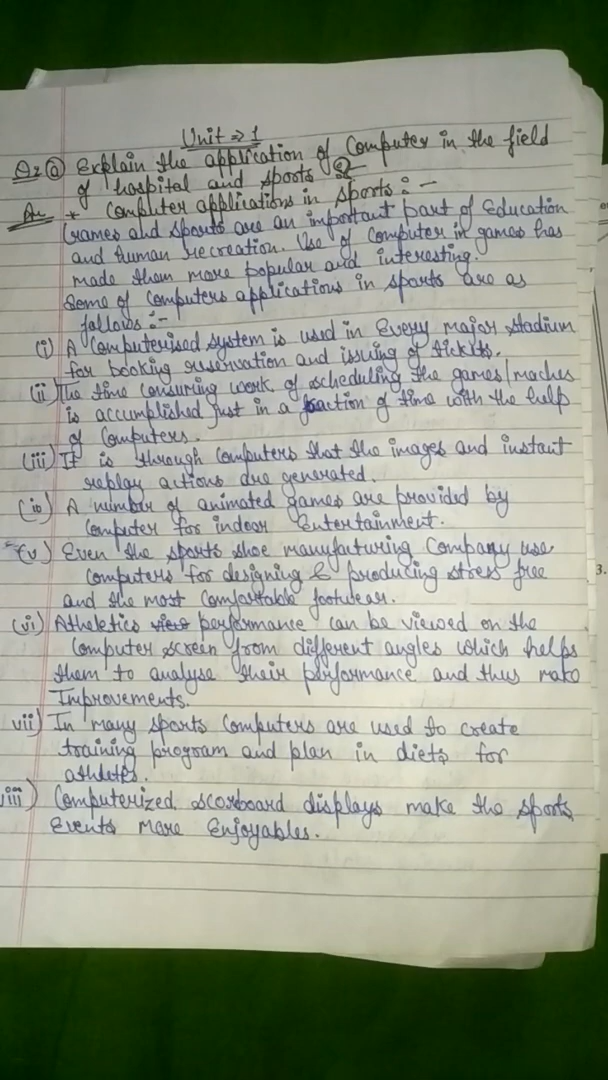 Unit ⇒ 1
Q2 (a) Explain the application of Computer in the field
of hospital and sports ?
An * Computer applications in sports : -
Games and Sports are an important part of Education
and human recreation. Use of Computer in games has
made them more popular and interesting.
Some of Computers applications in sports are as
follows :-
(i) A Computerised system is used in Every major stadium
for booking reservation and issuing of tickits.
(ii) The time consuring work of scheduling the games/maches
is accomplished just in a fraction of time with the help
of Computers.
(iii) It is through Computers that the images and instant
replay actions are generated.
(iv) A number of animated games are provided by
Computer for indoor Entertainment.
(v) Even the sports shoe manufacturing Company use
Computers for designing & producing stress free
and the most Comfortable footwear.
(vi) Atheletics performance can be viewed on the
Computer screen from different angles which helps
them to analyse their performance and thus make
Improvements.
vii) In many sports Computers are used to create
training program and plan in diets for
athletes.
iii) Computerized scorboard displays make the sports
Events More Enjoyables.
3.